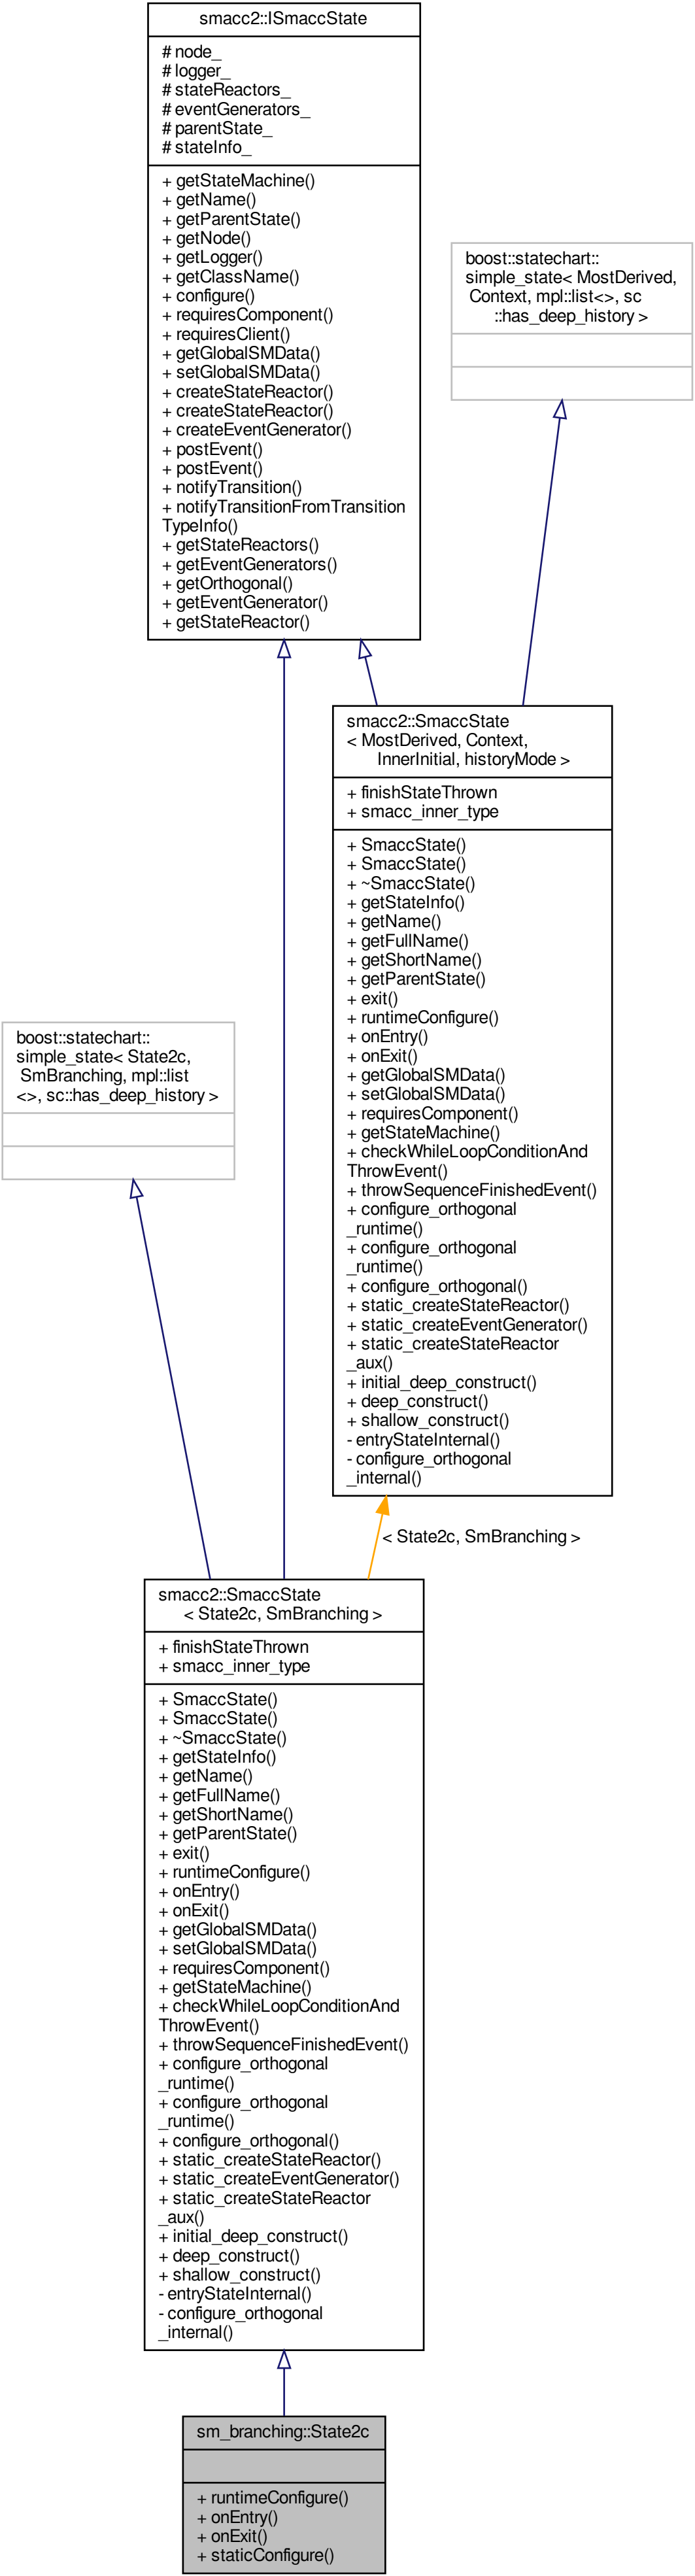 smacc2::ISmaccState
# node_
# logger_
# stateReactors_
# eventGenerators_
# parentState_
# stateInfo_
+ getStateMachine()
+ getName()
+ getParentState()
+ getNode()
+ getLogger()
+ getClassName()
+ configure()
+ requiresComponent()
+ requiresClient()
+ getGlobalSMData()
+ setGlobalSMData()
+ createStateReactor()
+ createStateReactor()
+ createEventGenerator()
+ postEvent()
+ postEvent()
+ notifyTransition()
+ notifyTransitionFromTransition
TypeInfo()
+ getStateReactors()
+ getEventGenerators()
+ getOrthogonal()
+ getEventGenerator()
+ getStateReactor()
boost::statechart::
simple_state< MostDerived,
Context, mpl::list<>, sc
::has_deep_history >
smacc2::SmaccState
< MostDerived, Context,
InnerInitial, historyMode >
+ finishStateThrown
+ smacc_inner_type
+ SmaccState()
+ SmaccState()
+ ~SmaccState()
+ getStateInfo()
+ getName()
+ getFullName()
+ getShortName()
+ getParentState()
+ exit()
+ runtimeConfigure()
+ onEntry()
+ onExit()
+ getGlobalSMData()
+ setGlobalSMData()
+ requiresComponent()
+ getStateMachine()
+ checkWhileLoopConditionAnd
ThrowEvent()
+ throwSequenceFinishedEvent()
+ configure_orthogonal
_runtime()
+ configure_orthogonal
_runtime()
+ configure_orthogonal()
+ static_createStateReactor()
+ static_createEventGenerator()
+ static_createStateReactor
_aux()
+ initial_deep_construct()
+ deep_construct()
+ shallow_construct()
- entryStateInternal()
- configure_orthogonal
_internal()
boost::statechart::
simple_state< State2c,
SmBranching, mpl::list
<>, sc::has_deep_history >
< State2c, SmBranching >
smacc2::SmaccState
< State2c, SmBranching >
+ finishStateThrown
+ smacc_inner_type
+ SmaccState()
+ SmaccState()
+ ~SmaccState()
+ getStateInfo()
+ getName()
+ getFullName()
+ getShortName()
+ getParentState()
+ exit()
+ runtimeConfigure()
+ onEntry()
+ onExit()
+ getGlobalSMData()
+ setGlobalSMData()
+ requiresComponent()
+ getStateMachine()
+ checkWhileLoopConditionAnd
ThrowEvent()
+ throwSequenceFinishedEvent()
+ configure_orthogonal
_runtime()
+ configure_orthogonal
_runtime()
+ configure_orthogonal()
+ static_createStateReactor()
+ static_createEventGenerator()
+ static_createStateReactor
_aux()
+ initial_deep_construct()
+ deep_construct()
+ shallow_construct()
- entryStateInternal()
- configure_orthogonal
_internal()
sm_branching::State2c
+ runtimeConfigure()
+ onEntry()
+ onExit()
+ staticConfigure()